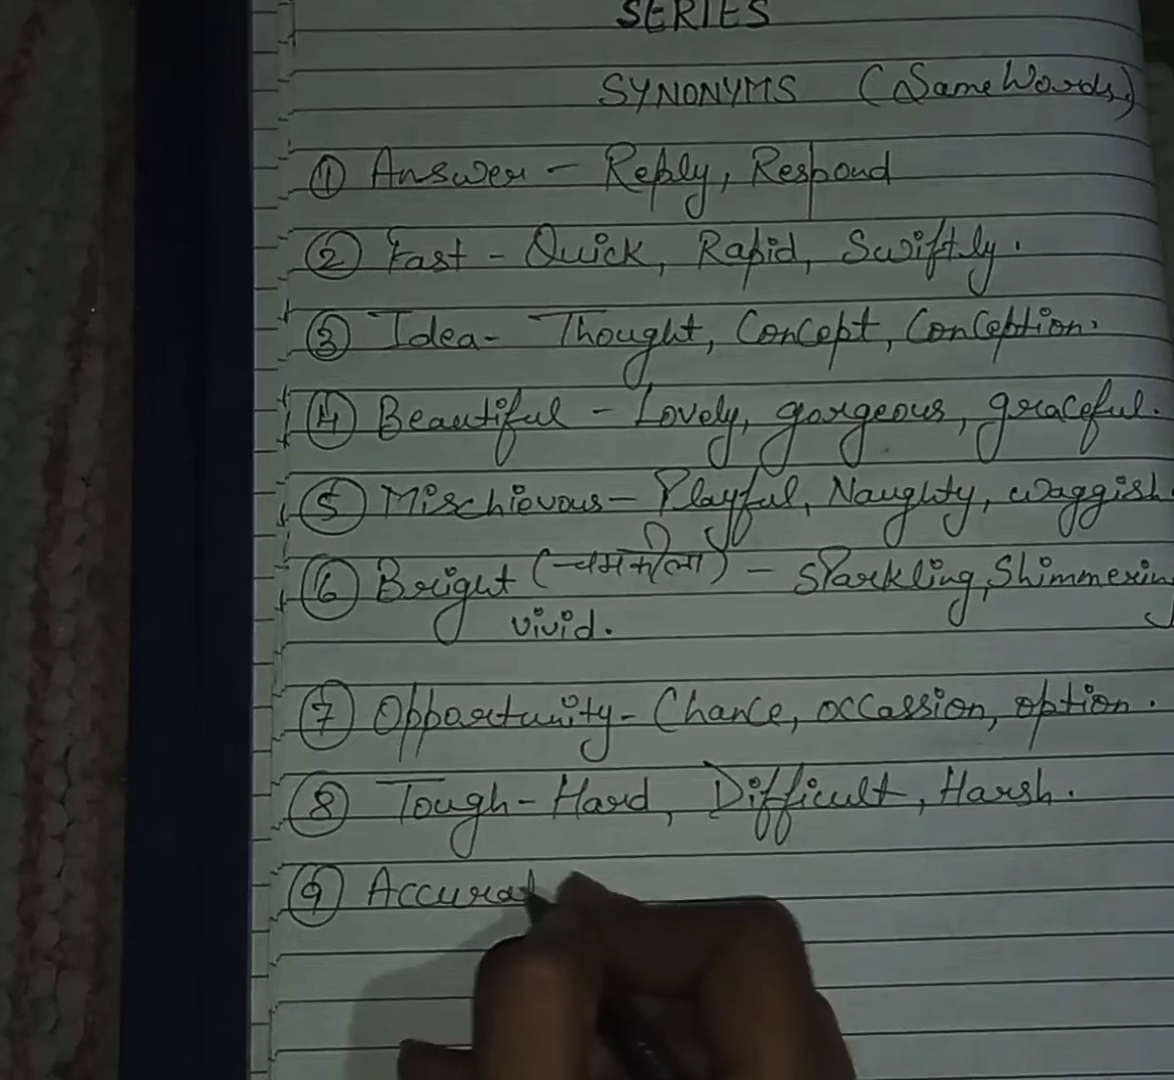 SERIES
SYNONYMS (Same Words)
① Answer - Reply, Respond
② Fast - Quick, Rapid, Swiftly.
③ Idea - Thought, Concept, Conception.
④ Beautiful - Lovely, gorgeous, graceful.
⑤ Mischievous - Playful, Naughty, waggish
⑥ Bright (चमकीला) - sparkling, Shimmering
vivid.
⑦ Opportunity - Chance, occassion, option.
⑧ Tough - Hard, Difficult, Harsh.
⑨ Accurat